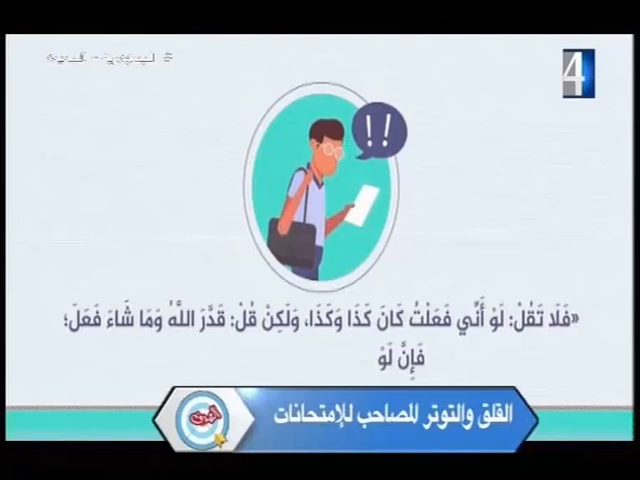 4
!!
«فَلَا تَقُلْ: لَوْ أَنِّي فَعَلْتُ كَانَ كَذَا وَكَذَا، وَلَكِنْ قُلْ: قَدَّرَ اللَّهُ وَمَا شَاءَ فَعَلَ؛
فَإِنَّ لَوْ
القلق والتوتر المصاحب للإمتحانات